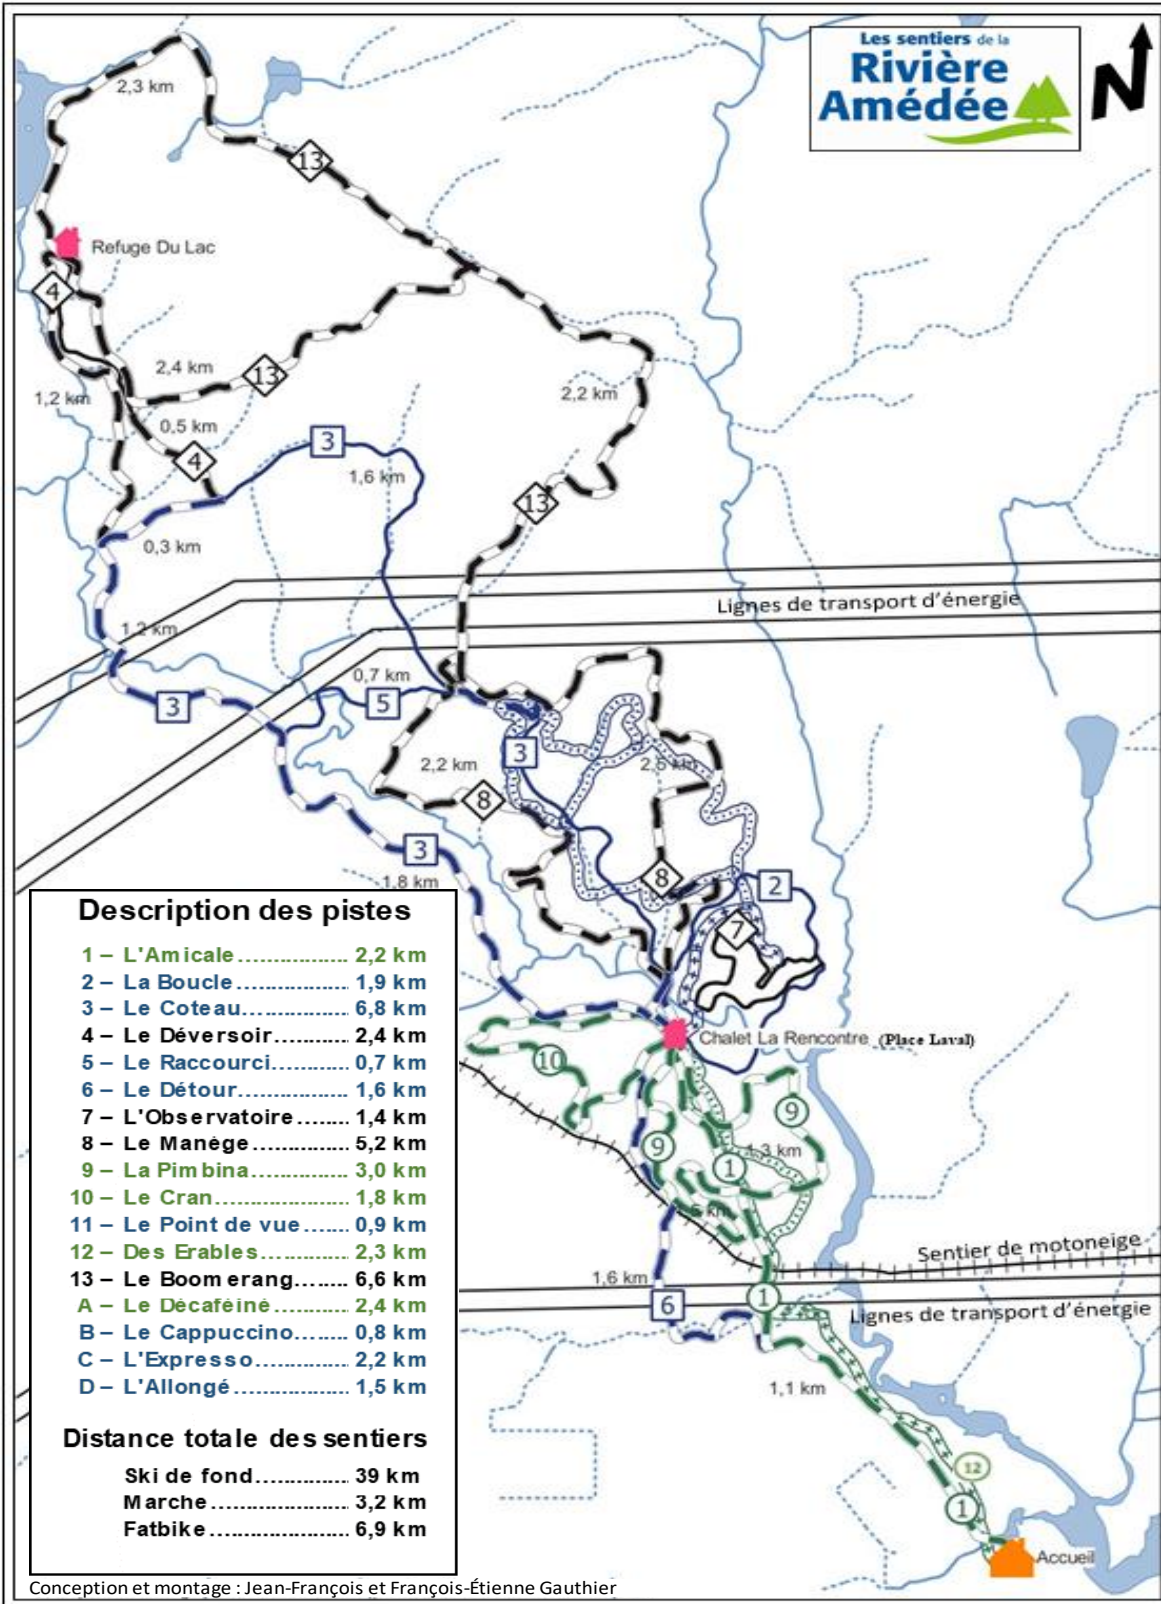 Les sentiers de la
Rivière
Amédée
N
2,3 km
13
Refuge Du Lac
4
2,4 km
13
1,2 km
0,5 km
4
3
1,6 km
2,2 km
13
0,3 km
Lignes de transport d'énergie
1,2 km
3
0,7 km
5
3
2,2 km
8
3
1,8 km
8
2
7
Chalet La Rencontre (Place Laval)
10
9
9
1
1,3 km
Sentier de motoneige
1,6 km
6
1
Lignes de transport d'énergie
1,1 km
12
1
Accueil
Description des pistes
1 – L'Amicale.................. 2,2 km
2 – La Boucle.................. 1,9 km
3 – Le Coteau.................. 6,8 km
4 – Le Déversoir.............. 2,4 km
5 – Le Raccourci............. 0,7 km
6 – Le Détour.................. 1,6 km
7 – L'Observatoire.......... 1,4 km
8 – Le Manège................ 5,2 km
9 – La Pimbina................ 3,0 km
10 – Le Cran...................... 1,8 km
11 – Le Point de vue......... 0,9 km
12 – Des Erables............... 2,3 km
13 – Le Boomerang.......... 6,6 km
A – Le Décaféiné............. 2,4 km
B – Le Cappuccino.......... 0,8 km
C – L'Expresso................ 2,2 km
D – L'Allongé................... 1,5 km
Distance totale des sentiers
Ski de fond................ 39 km
Marche....................... 3,2 km
Fatbike....................... 6,9 km
Conception et montage : Jean-François et François-Étienne Gauthier